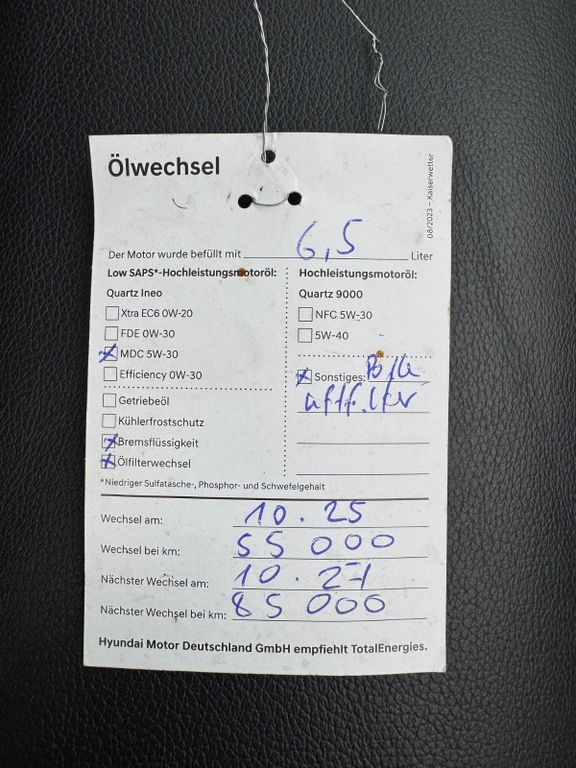 Ölwechsel
08/2023 – Kaiserwetter
Der Motor wurde befüllt mit 6,5 Liter
Low SAPS*-Hochleistungsmotoröl:
Quartz Ineo
Xtra EC6 0W-20
FDE 0W-30
MDC 5W-30
Efficiency 0W-30
Getriebeöl
Kühlerfrostschutz
Bremsflüssigkeit
Ölfilterwechsel
Hochleistungsmotoröl:
Quartz 9000
NFC 5W-30
5W-40
Sonstiges:
*Niedriger Sulfatasche-, Phosphor- und Schwefelgehalt
Wechsel am: 10.25
Wechsel bei km: 55 000
Nächster Wechsel am: 10.27
Nächster Wechsel bei km: 85 000
Hyundai Motor Deutschland GmbH empfiehlt TotalEnergies.